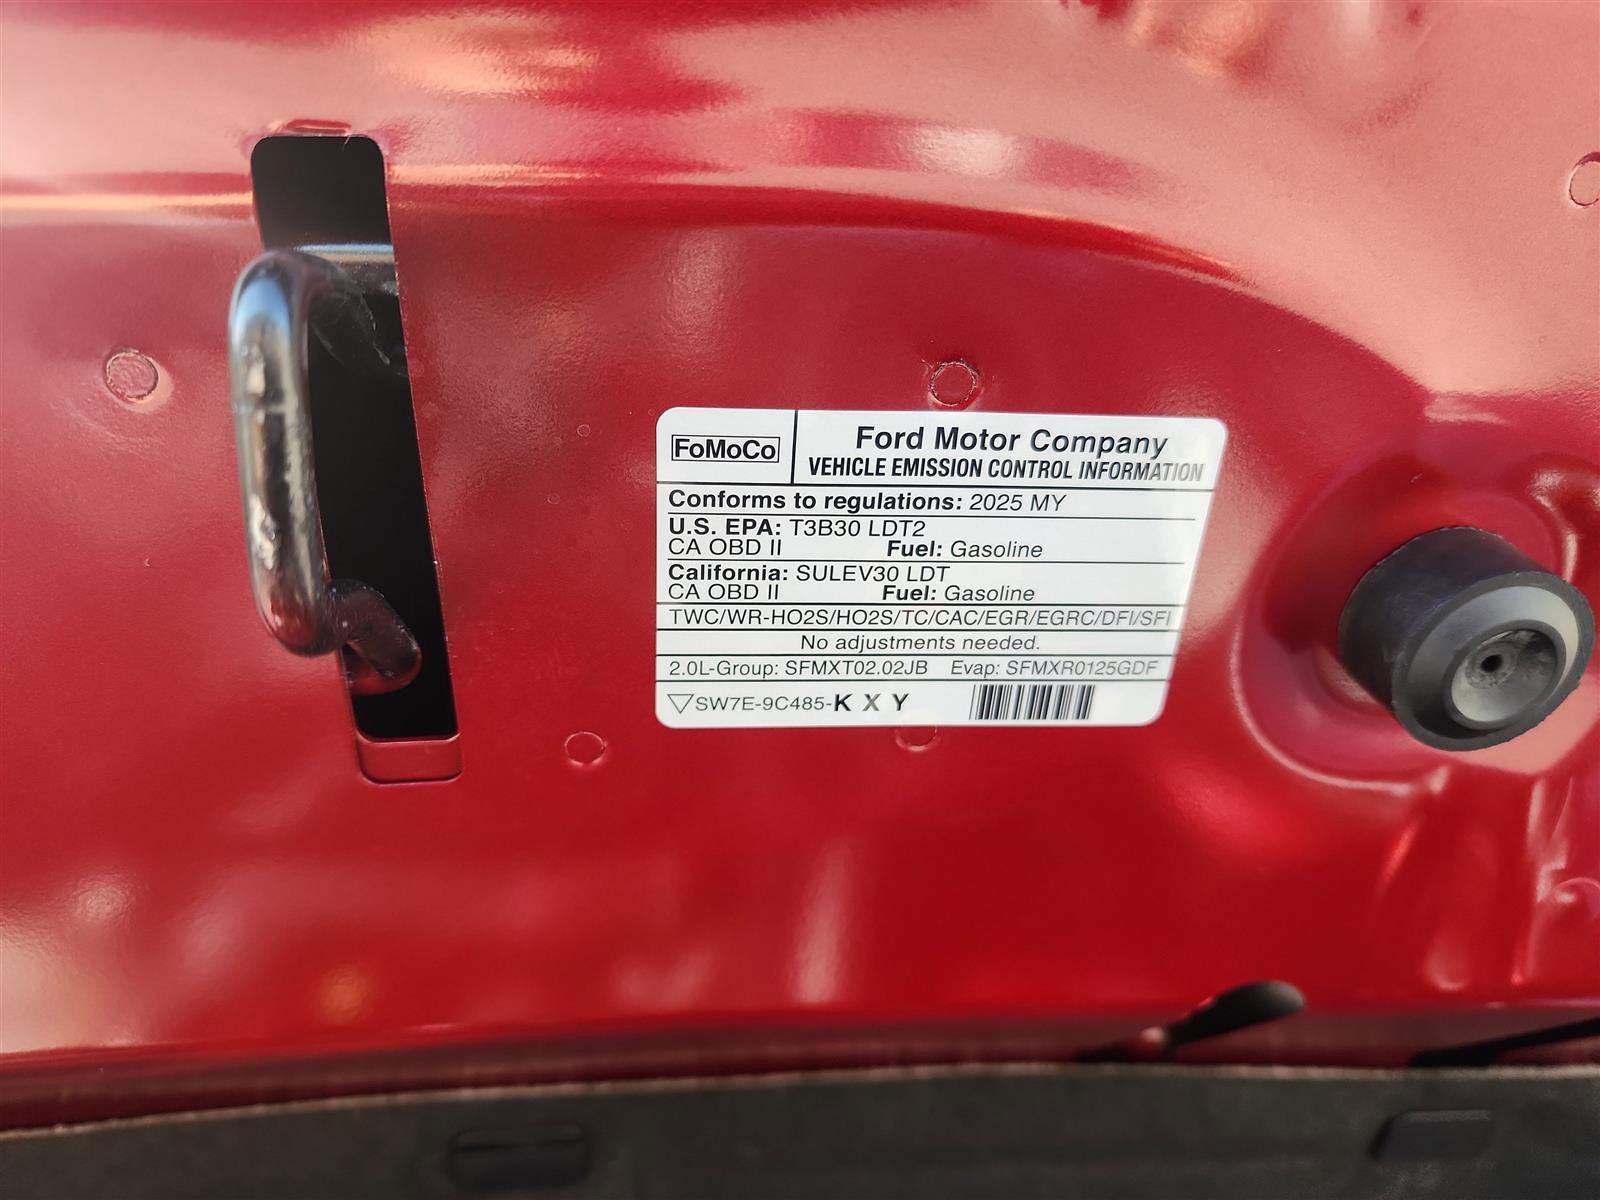 FoMoCo
Ford Motor Company
VEHICLE EMISSION CONTROL INFORMATION
Conforms to regulations: 2025 MY
U.S. EPA: T3B30 LDT2
CA OBD II Fuel: Gasoline
California: SULEV30 LDT
CA OBD II Fuel: Gasoline
TWC/WR-HO2S/HO2S/TC/CAC/EGR/EGRC/DFI/SFI
No adjustments needed.
2.0L-Group: SFMXT02.02JB Evap: SFMXR0125GDF
▽SW7E-9C485-K X Y